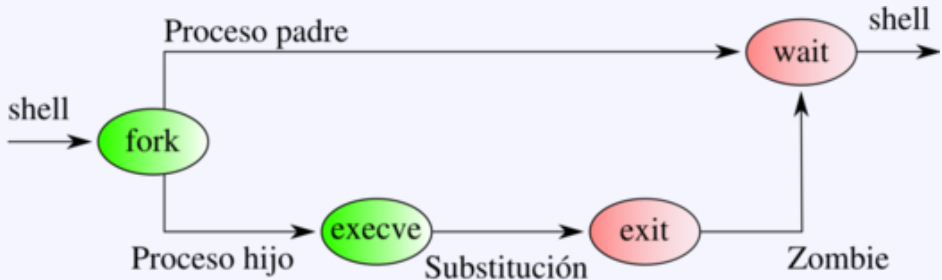 Proceso padre
wait
shell
shell
fork
execve
exit
Proceso hijo
Substitución
Zombie